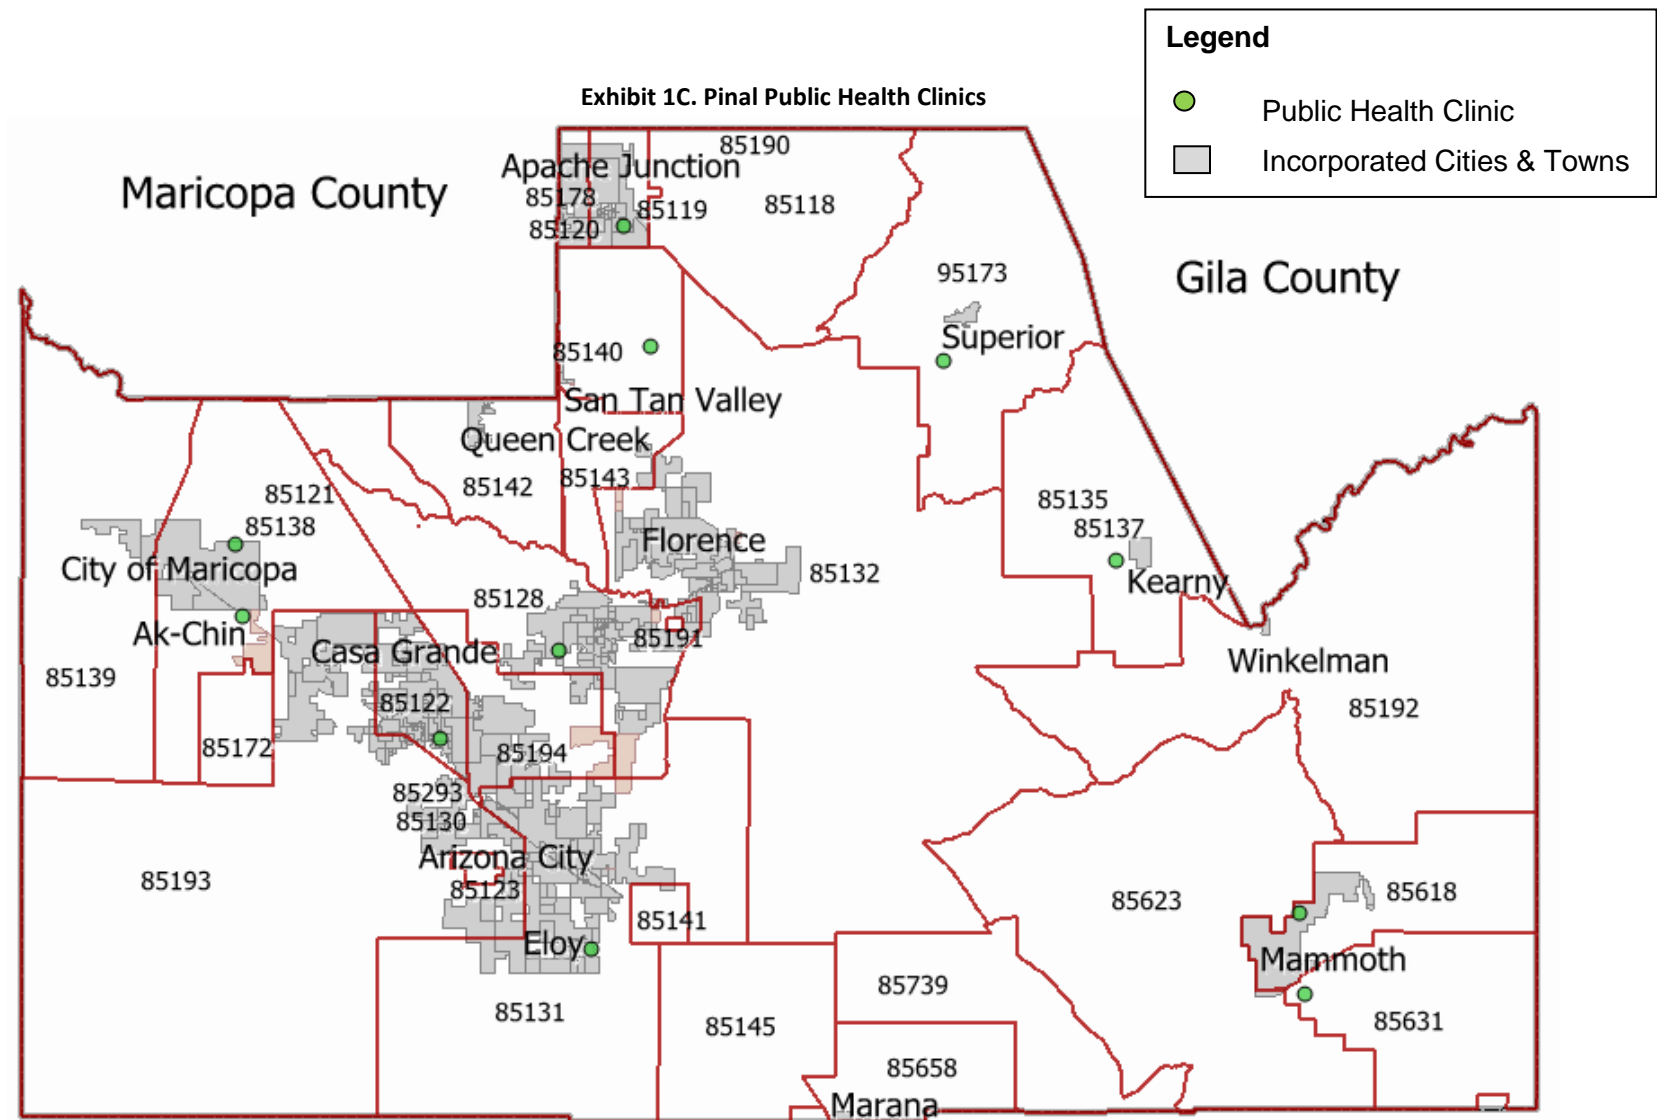 Legend
Public Health Clinic
Incorporated Cities & Towns
Exhibit 1C. Pinal Public Health Clinics
85190
Apache Junction
Maricopa County
85178
85119
85118
85120
95173
Gila County
Superior
85140
San Tan Valley
Queen Creek
85143
85142
85121
85135
85138
85137
Florence
City of Maricopa
85132
Kearny
85128
Ak-Chin
85191
Casa Grande
Winkelman
85139
85122
85192
85172
85194
85293
85130
Arizona City
85193
85123
85618
85623
85141
Eloy
Mammoth
85739
85131
85145
85631
85658
Marana